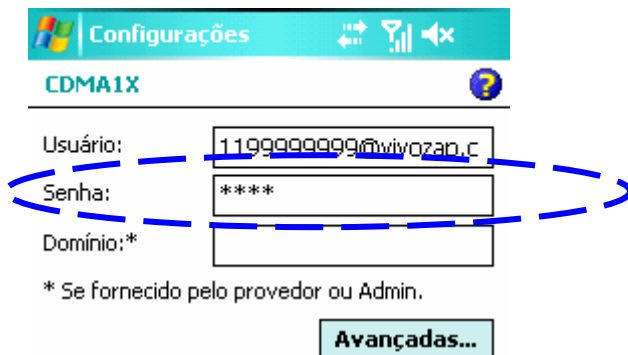 Configurações
CDMA1X
Usuário: 1199999999@vivozap.c
Senha: ****
Domínio:*
* Se fornecido pelo provedor ou Admin.
Avançadas...